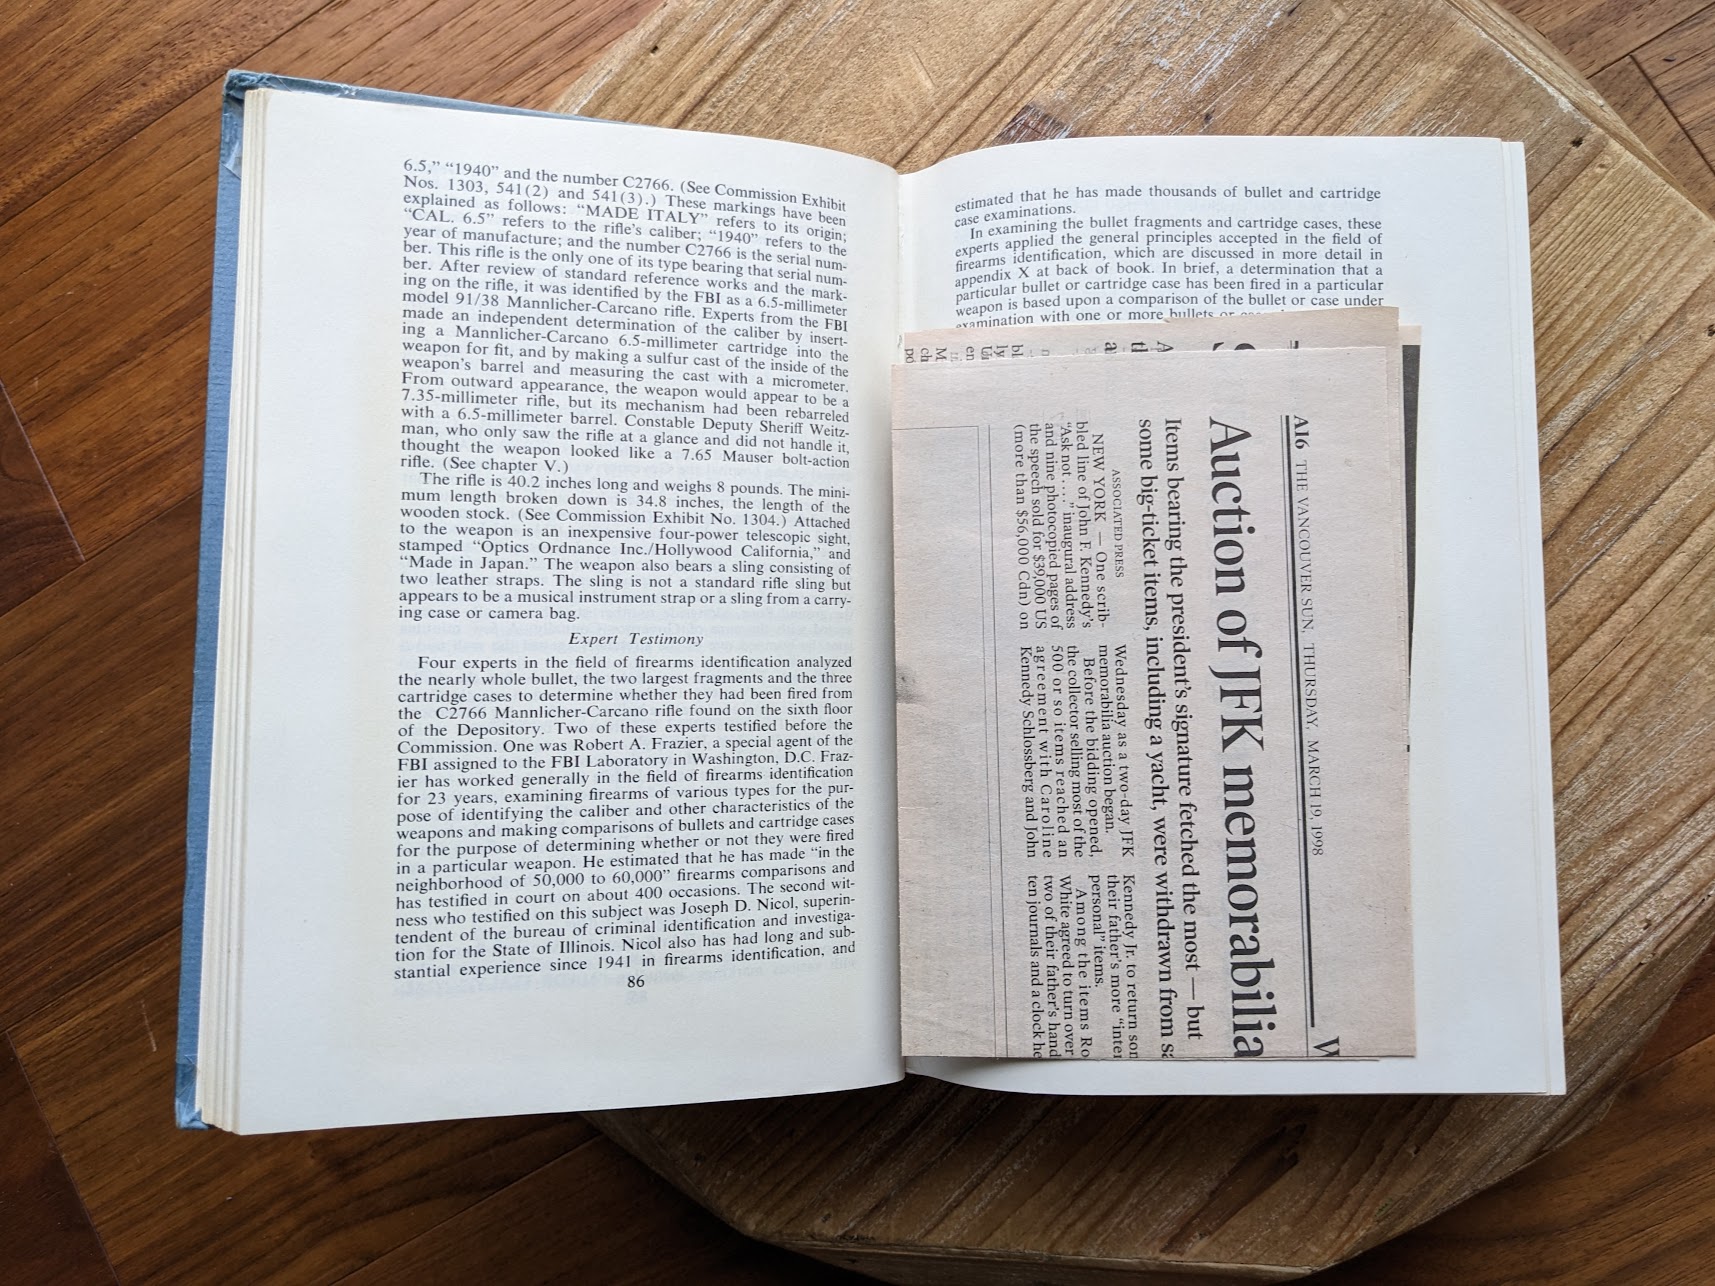 6.5,” “1940” and the number C2766. (See Commission Exhibit
Nos. 1303, 541(2) and 541(3).) These markings have been
explained as follows: “MADE ITALY” refers to its origin;
“CAL. 6.5” refers to the rifle’s caliber; “1940” refers to the
year of manufacture; and the number C2766 is the serial num-
ber. This rifle is the only one of its type bearing that serial num-
ber. After review of standard reference works and the mark-
ing on the rifle, it was identified by the FBI as a 6.5-millimeter
model 91/38 Mannlicher-Carcano rifle. Experts from the FBI
made an independent determination of the caliber by insert-
ing a Mannlicher-Carcano 6.5-millimeter cartridge into the
weapon for fit, and by making a sulfur cast of the inside of the
weapon’s barrel and measuring the cast with a micrometer.
From outward appearance, the weapon would appear to be a
7.35-millimeter rifle, but its mechanism had been rebarreled
with a 6.5-millimeter barrel. Constable Deputy Sheriff Weitz-
man, who only saw the rifle at a glance and did not handle it,
thought the weapon looked like a 7.65 Mauser bolt-action
rifle. (See chapter V.)
The rifle is 40.2 inches long and weighs 8 pounds. The mini-
mum length broken down is 34.8 inches, the length of the
wooden stock. (See Commission Exhibit No. 1304.) Attached
to the weapon is an inexpensive four-power telescopic sight,
stamped “Optics Ordnance Inc./Hollywood California,” and
“Made in Japan.” The weapon also bears a sling consisting of
two leather straps. The sling is not a standard rifle sling but
appears to be a musical instrument strap or a sling from a carry-
ing case or camera bag.
Expert Testimony
Four experts in the field of firearms identification analyzed
the nearly whole bullet, the two largest fragments and the three
cartridge cases to determine whether they had been fired from
the C2766 Mannlicher-Carcano rifle found on the sixth floor
of the Depository. Two of these experts testified before the
Commission. One was Robert A. Frazier, a special agent of the
FBI assigned to the FBI Laboratory in Washington, D.C. Fraz-
ier has worked generally in the field of firearms identification
for 23 years, examining firearms of various types for the pur-
pose of identifying the caliber and other characteristics of the
weapons and making comparisons of bullets and cartridge cases
for the purpose of determining whether or not they were fired
in a particular weapon. He estimated that he has made “in the
neighborhood of 50,000 to 60,000” firearms comparisons and
has testified in court on about 400 occasions. The second wit-
ness who testified on this subject was Joseph D. Nicol, superin-
tendent of the bureau of criminal identification and investiga-
tion for the State of Illinois. Nicol also has had long and sub-
stantial experience since 1941 in firearms identification, and
86
estimated that he has made thousands of bullet and cartridge
case examinations.
In examining the bullet fragments and cartridge cases, these
experts applied the general principles accepted in the field of
firearms identification, which are discussed in more detail in
appendix X at back of book. In brief, a determination that a
particular bullet or cartridge case has been fired in a particular
weapon is based upon a comparison of the bullet or case under
examination with one or more bullets or
A16 THE VANCOUVER SUN, THURSDAY, MARCH 19, 1998
Auction of JFK memorabilia
Items bearing the president’s signature fetched the most — but
some big-ticket items, including a yacht, were withdrawn from
ASSOCIATED PRESS
NEW YORK — One scrib-
bled line of John F. Kennedy’s
“Ask not. . . .” inaugural address
and nine photocopied pages of
the speech sold for $39,000 US
(more than $56,000 Cdn) on
Wednesday as a two-day JFK
memorabilia auction began.
Before the bidding opened,
the collector selling most of the
500 or so items reached an
agreement with Caroline
Kennedy Schlossberg and John
Kennedy Jr. to return
their father’s more
personal” items.
Among the items
White agreed to turn over
two of their father’s
ten journals and a clock